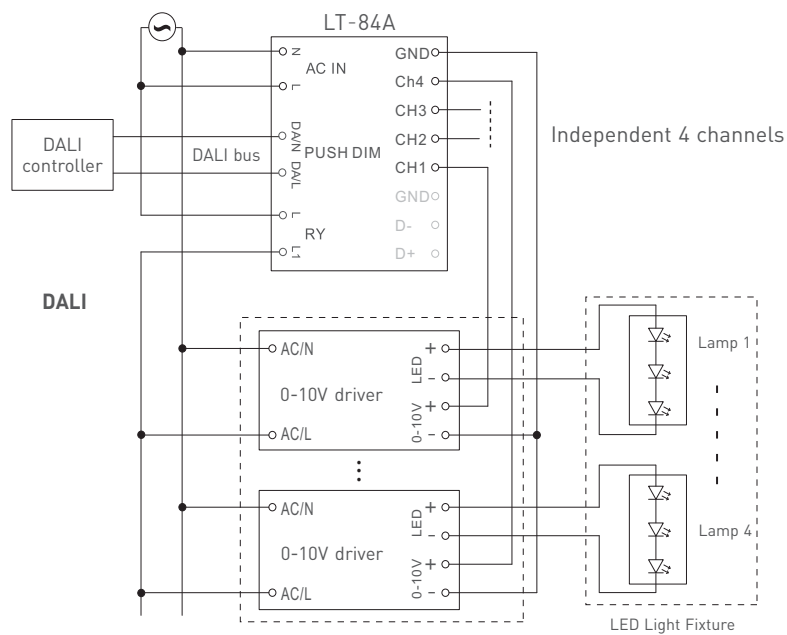 LT-84A
N
AC IN
L
DA/N
PUSH DIM
DA/L
L
RY
L1
GND
Ch4
CH3
CH2
CH1
GND
D-
D+
DALI
controller
DALI bus
Independent 4 channels
DALI
AC/N
0-10V driver
AC/L
+
LED
-
+
0-10V
-
Lamp 1
AC/N
0-10V driver
AC/L
+
LED
-
+
0-10V
-
Lamp 4
LED Light Fixture